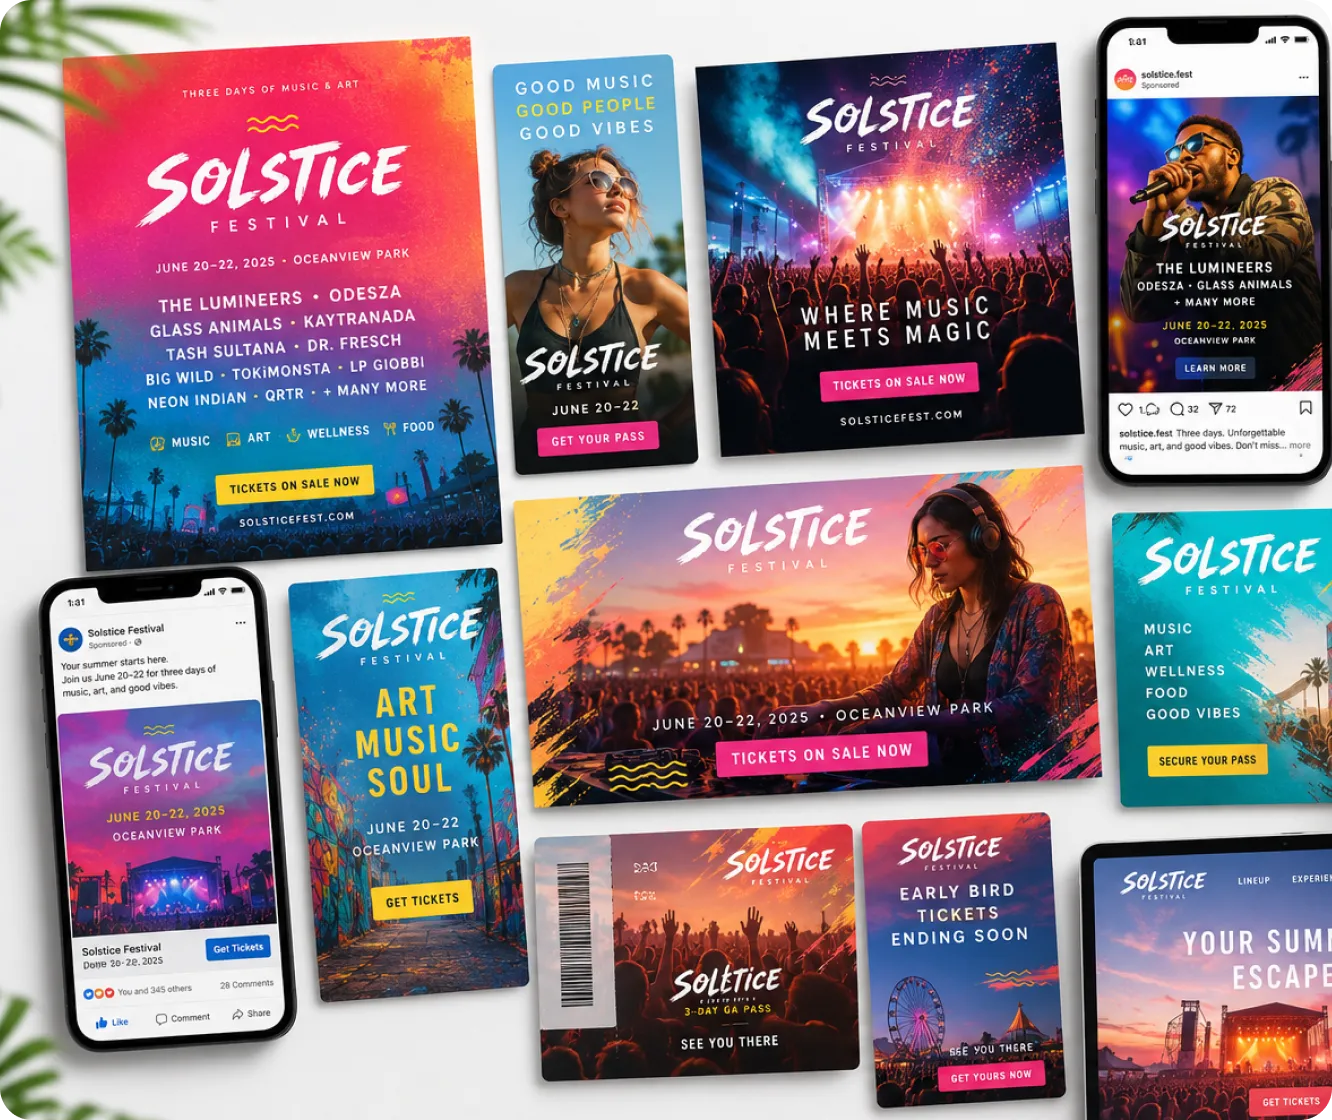 THREE DAYS OF MUSIC & ART
SOLSTICE
FESTIVAL
JUNE 20–22, 2025 • OCEANVIEW PARK
THE LUMINEERS • ODESZA
GLASS ANIMALS • KAYTRANADA
TASH SULTANA • DR. FRESCH
BIG WILD • TOKiMONSTA • LP GIOBBI
NEON INDIAN • QRTR • + MANY MORE
MUSIC ART WELLNESS FOOD
TICKETS ON SALE NOW
SOLSTICEFEST.COM
GOOD MUSIC
GOOD PEOPLE
GOOD VIBES
SOLSTICE
FESTIVAL
JUNE 20–22
GET YOUR PASS
SOLSTICE
FESTIVAL
WHERE MUSIC
MEETS MAGIC
TICKETS ON SALE NOW
SOLSTICEFEST.COM
solstice.fest
Sponsored
SOLSTICE
FESTIVAL
THE LUMINEERS
ODESZA • GLASS ANIMALS
+ MANY MORE
JUNE 20–22, 2025
OCEANVIEW PARK
LEARN MORE
32 72
solstice.fest Three days. Unforgettable
music, art, and good vibes. Don't miss... more
1:31
Solstice Festival
Sponsored ·
Your summer starts here.
Join us June 20–22 for three days of
music, art, and good vibes.
SOLSTICE
FESTIVAL
JUNE 20–22, 2025
OCEANVIEW PARK
Solstice Festival
Get Tickets
You and 345 others 28 Comments
Like Comment Share
SOLSTICE
FESTIVAL
ART
MUSIC
SOUL
JUNE 20–22
OCEANVIEW PARK
GET TICKETS
SOLSTICE
FESTIVAL
JUNE 20–22, 2025 • OCEANVIEW PARK
TICKETS ON SALE NOW
SOLSTICE
FESTIVAL
MUSIC
ART
WELLNESS
FOOD
GOOD VIBES
SECURE YOUR PASS
SOLSTICE
FESTIVAL
SOLETICE
3-DAY GA PASS
SEE YOU THERE
SOLSTICE
FESTIVAL
EARLY BIRD
TICKETS
ENDING SOON
SEE YOU THERE
GET YOURS NOW
SOLSTICE
FESTIVAL
LINEUP EXPERIEN
YOUR SUM
ESCAPE
GET TICKETS